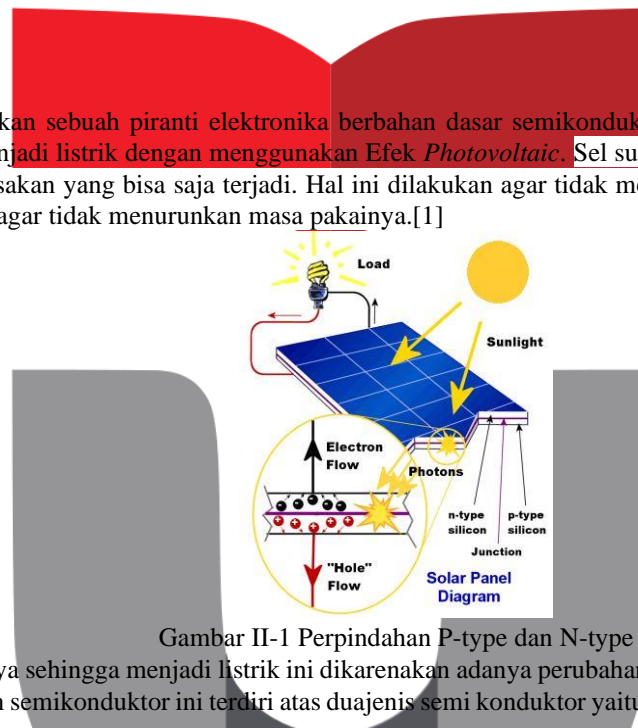 kan sebuah piranti elektronika berbahan dasar semikonduk
njadi listrik dengan menggunakan Efek Photovoltaic. Sel su
sakan yang bisa saja terjadi. Hal ini dilakukan agar tidak me
agar tidak menurunkan masa pakainya.[1]
Load
Sunlight
Electron
Flow
Photons
n-type
silicon
p-type
silicon
Junction
"Hole"
Flow
Solar Panel
Diagram
Gambar II-1 Perpindahan P-type dan N-type
ya sehingga menjadi listrik ini dikarenakan adanya perubahan
semikonduktor ini terdiri atas duajenis semi konduktor yaitu